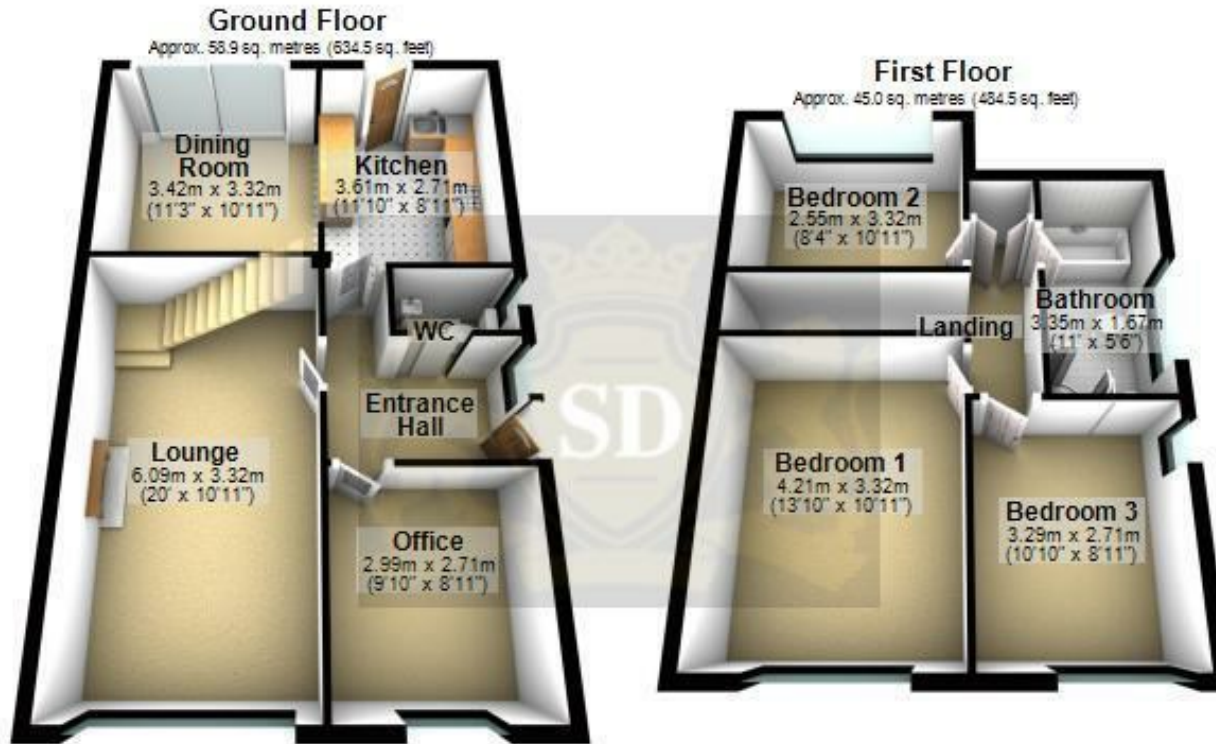 Ground Floor
Approx. 58.9 sq. metres (634.5 sq. feet)
Dining
Room
3.42m x 3.32m
(11'3" x 10'11")
Kitchen
3.61m x 2.71m
(11'10" x 8'11")
WC
Entrance
Hall
Lounge
6.09m x 3.32m
(20' x 10'11")
Office
2.99m x 2.71m
(9'10" x 8'11")
SD
First Floor
Approx. 45.0 sq. metres (484.5 sq. feet)
Bedroom 2
2.55m x 3.32m
(8'4" x 10'11")
Bathroom
3.35m x 1.67m
(11' x 5'6")
Landing
Bedroom 1
4.21m x 3.32m
(13'10" x 10'11")
Bedroom 3
3.29m x 2.71m
(10'10" x 8'11")